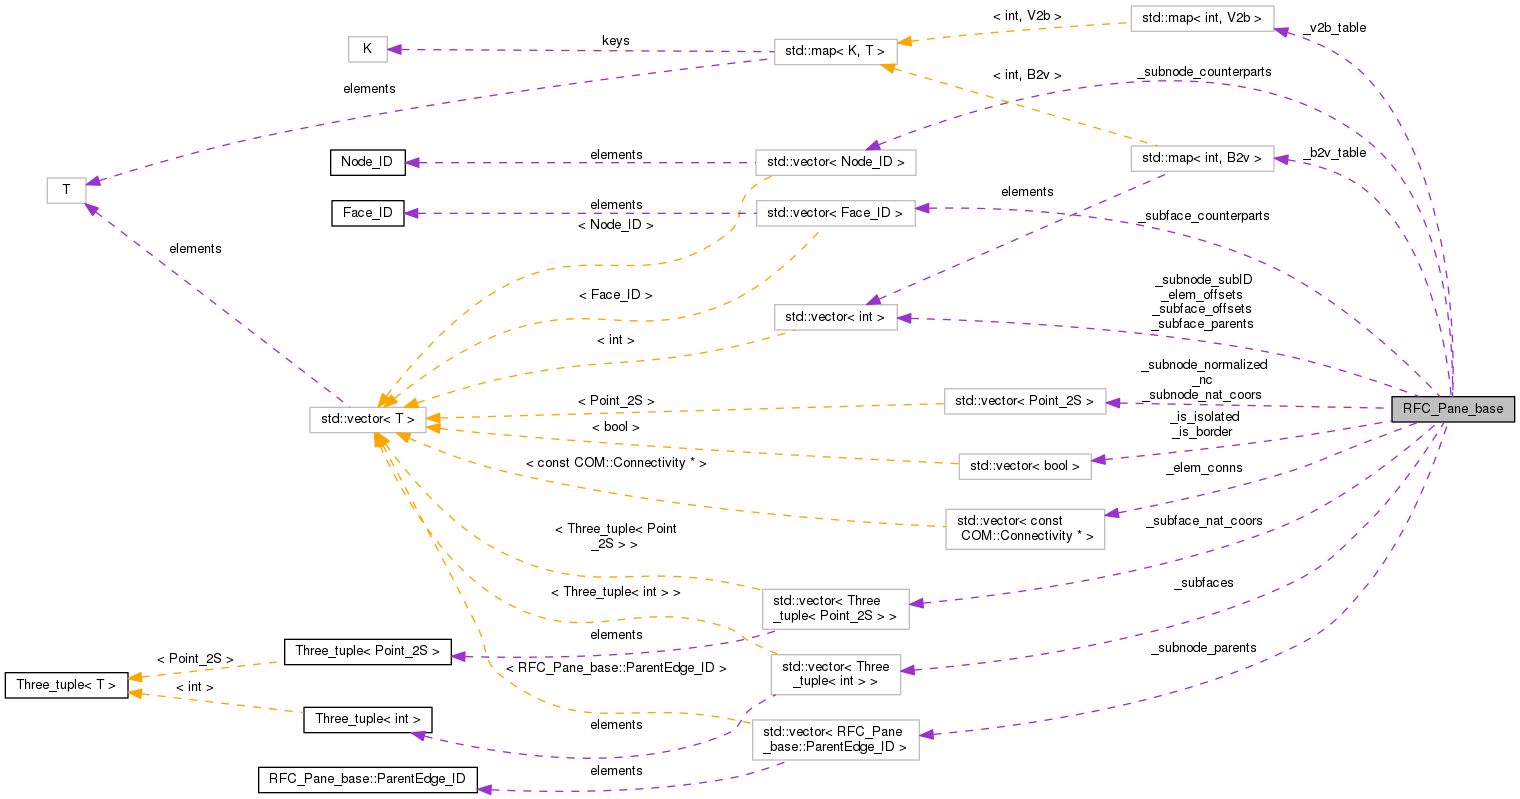 std::map< int, V2b >
< int, V2b >
_v2b_table
K
keys
std::map< K, T >
< int, B2v >
_subnode_counterparts
elements
Node_ID
elements
std::vector< Node_ID >
std::map< int, B2v >
_b2v_table
T
elements
Face_ID
elements
< Node_ID >
std::vector< Face_ID >
_subface_counterparts
elements
< Face_ID >
std::vector< int >
_subnode_subID
_elem_offsets
_subface_offsets
_subface_parents
< int >
_subnode_normalized
_nc
_subnode_nat_coors
std::vector< T >
< Point_2S >
std::vector< Point_2S >
RFC_Pane_base
< bool >
_is_isolated
_is_border
< const COM::Connectivity * >
std::vector< bool >
_elem_conns
< Three_tuple< Point
_2S > >
std::vector< const
COM::Connectivity * >
_subface_nat_coors
< Three_tuple< int > >
std::vector< Three
_tuple< Point_2S > >
_subfaces
elements
Three_tuple< Point_2S >
< Point_2S >
< RFC_Pane_base::ParentEdge_ID >
std::vector< Three
_tuple< int > >
_subnode_parents
Three_tuple< T >
< int >
Three_tuple< int >
elements
std::vector< RFC_Pane
_base::ParentEdge_ID >
RFC_Pane_base::ParentEdge_ID
elements